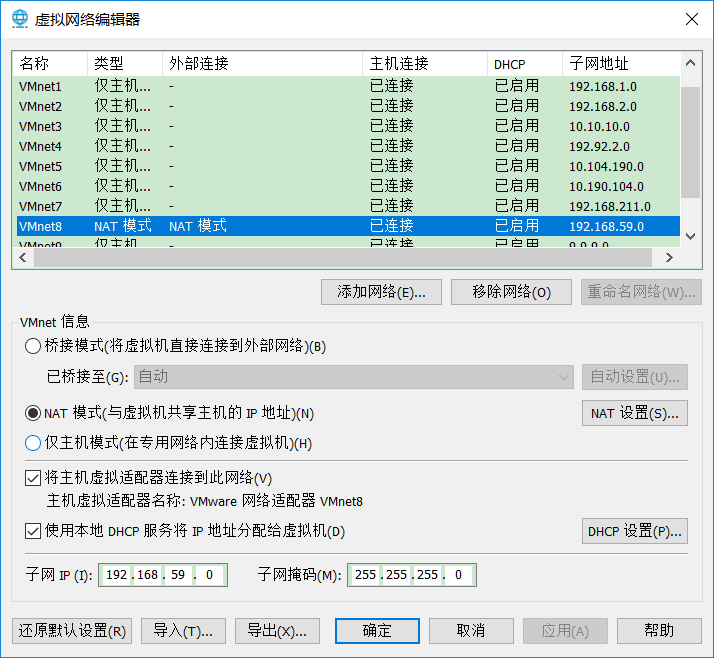 虚拟网络编辑器
名称 类型 外部连接 主机连接 DHCP 子网地址
VMnet1 仅主机... - 已连接 已启用 192.168.1.0
VMnet2 仅主机... - 已连接 已启用 192.168.2.0
VMnet3 仅主机... - 已连接 已启用 10.10.10.0
VMnet4 仅主机... - 已连接 已启用 192.92.2.0
VMnet5 仅主机... - 已连接 已启用 10.104.190.0
VMnet6 仅主机... - 已连接 已启用 10.190.104.0
VMnet7 仅主机... - 已连接 已启用 192.168.211.0
VMnet8 NAT 模式 NAT 模式 已连接 已启用 192.168.59.0
VMnet9 仅主机 - 已连接 已启用 9.9.9.0
添加网络(E)... 移除网络(O) 重命名网络(W)...
VMnet 信息
桥接模式(将虚拟机直接连接到外部网络)(B)
已桥接至(G): 自动 自动设置(U)...
NAT 模式(与虚拟机共享主机的 IP 地址)(N) NAT 设置(S)...
仅主机模式(在专用网络内连接虚拟机)(H)
将主机虚拟适配器连接到此网络(V)
主机虚拟适配器名称: VMware 网络适配器 VMnet8
使用本地 DHCP 服务将 IP 地址分配给虚拟机(D) DHCP 设置(P)...
子网 IP (I): 192 .168 . 59 . 0 子网掩码(M): 255 .255 .255 . 0
还原默认设置(R) 导入(T)... 导出(X)... 确定 取消 应用(A) 帮助